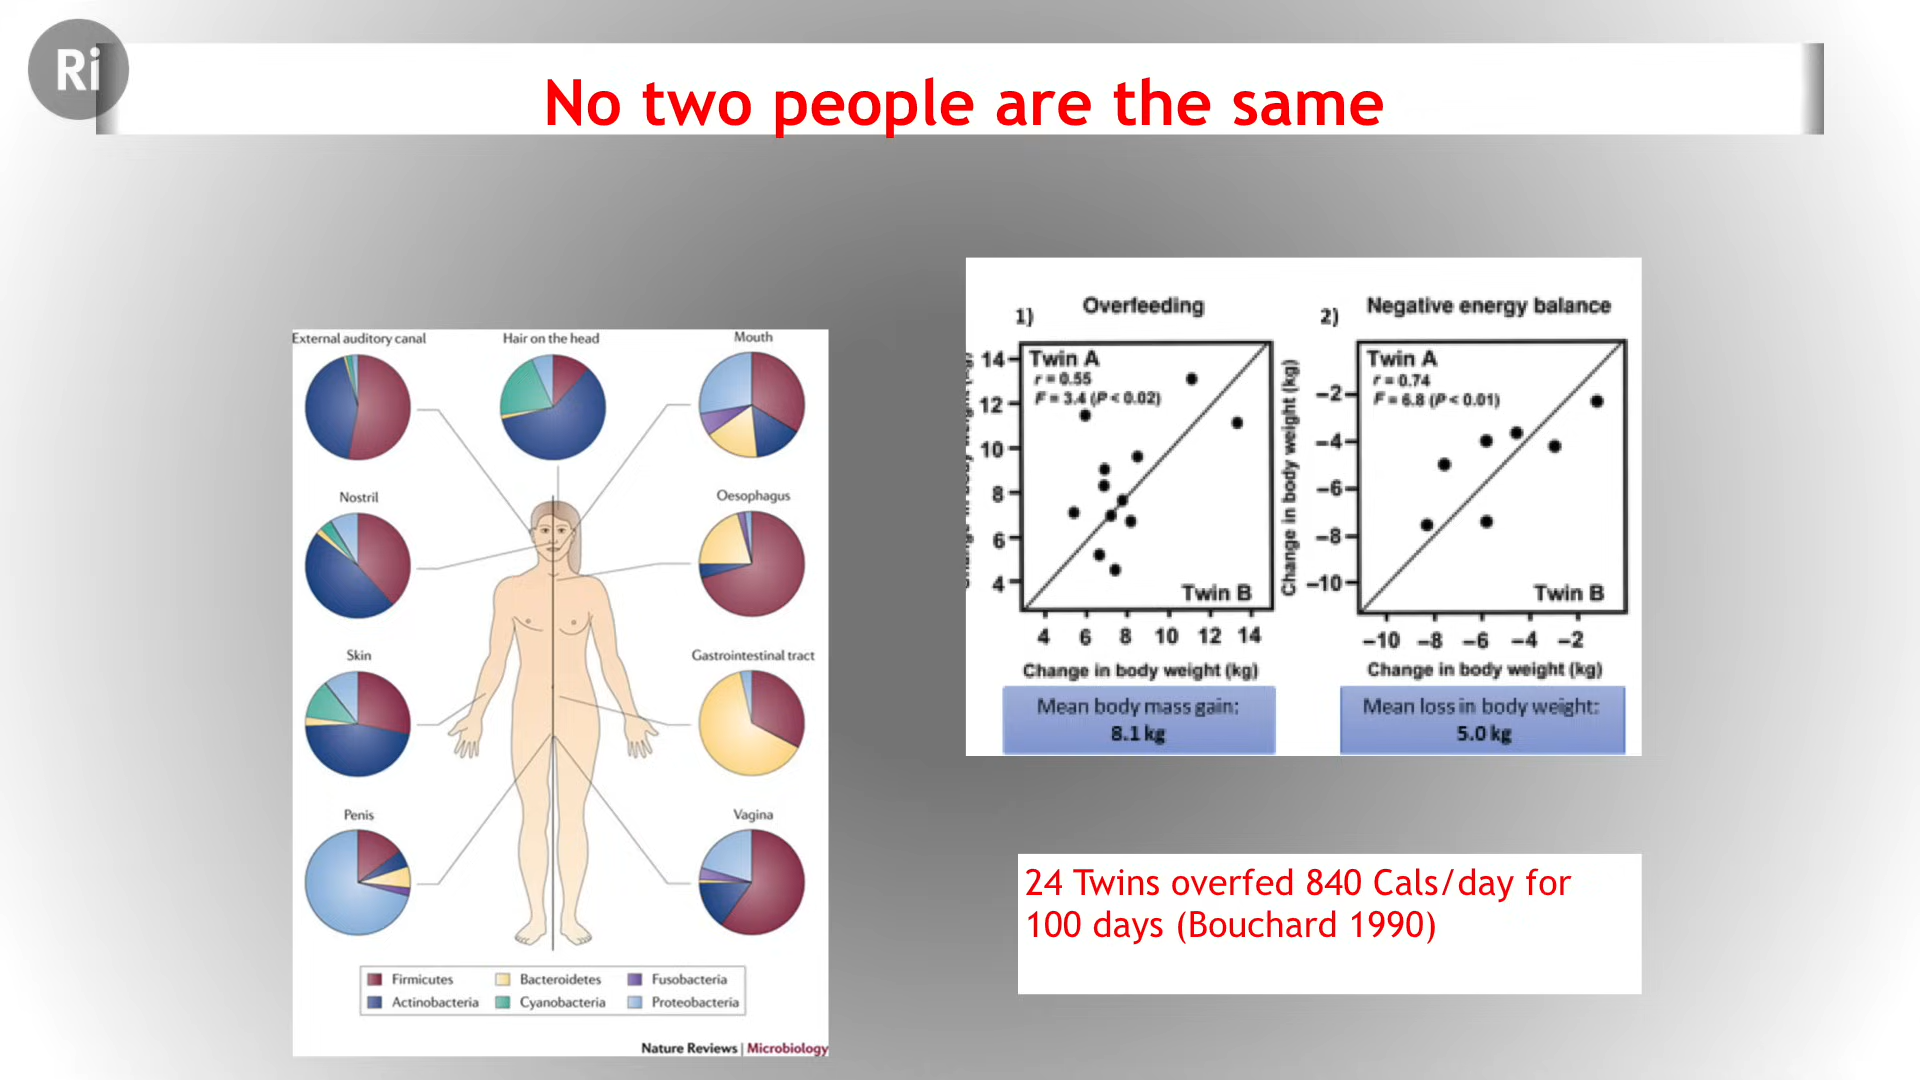 Ri
No two people are the same
External auditory canal
Hair on the head
Mouth
Nostril
Oesophagus
Skin
Gastrointestinal tract
Penis
Vagina
Firmicutes
Bacteroidetes
Fusobacteria
Actinobacteria
Cyanobacteria
Proteobacteria
Nature Reviews | Microbiology
1)
Overfeeding
Twin A
r = 0.55
F = 3.4 (P < 0.02)
14
12
10
8
6
4
Twin B
4 6 8 10 12 14
Change in body weight (kg)
Mean body mass gain:
8.1 kg
2)
Negative energy balance
Change in body weight (kg)
Twin A
r = 0.74
F = 6.8 (P < 0.01)
−2
−4
−6
−8
−10
Twin B
−10 −8 −6 −4 −2
Change in body weight (kg)
Mean loss in body weight:
5.0 kg
24 Twins overfed 840 Cals/day for
100 days (Bouchard 1990)